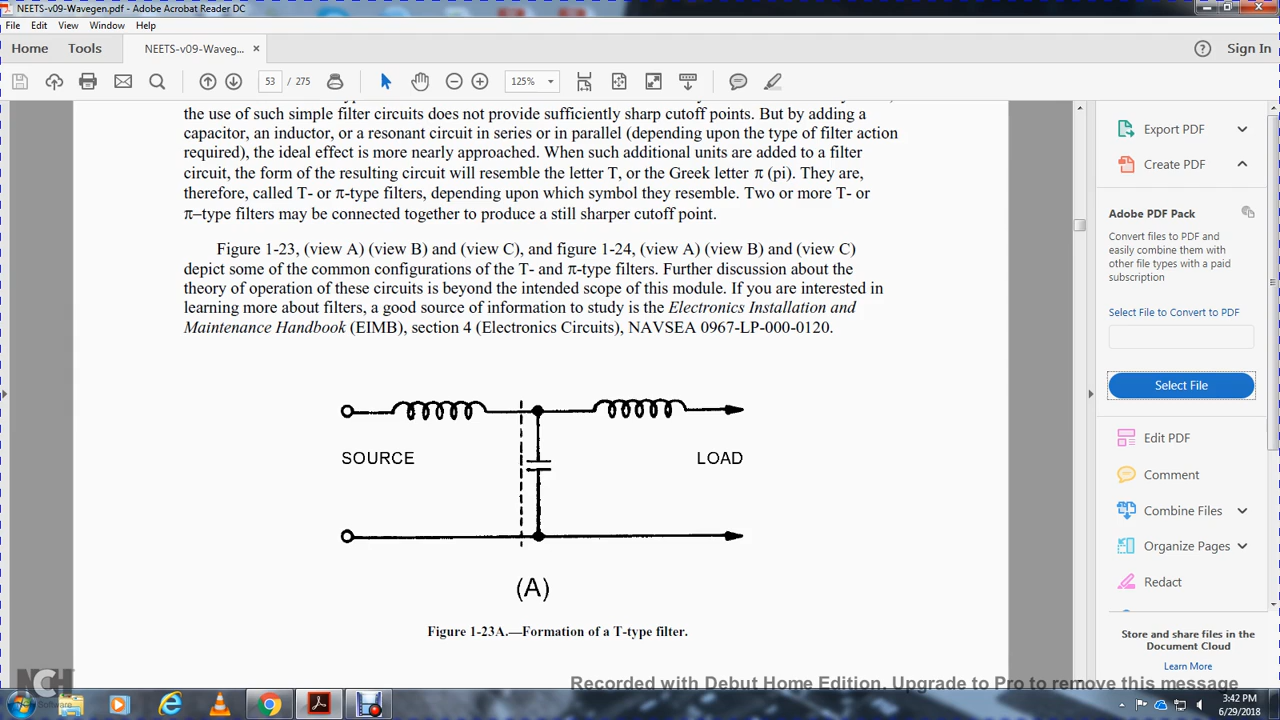 NEETS-v09-Wavegen.pdf - Adobe Acrobat Reader DC
File Edit View Window Help
Home Tools NEETS-v09-Waveg... × Sign In
53 / 275 125%
the use of such simple filter circuits does not provide sufficiently sharp cutoff points. But by adding a
capacitor, an inductor, or a resonant circuit in series or in parallel (depending upon the type of filter action
required), the ideal effect is more nearly approached. When such additional units are added to a filter
circuit, the form of the resulting circuit will resemble the letter T, or the Greek letter π (pi). They are,
therefore, called T- or π-type filters, depending upon which symbol they resemble. Two or more T- or
π–type filters may be connected together to produce a still sharper cutoff point.
Figure 1-23, (view A) (view B) and (view C), and figure 1-24, (view A) (view B) and (view C)
depict some of the common configurations of the T- and π-type filters. Further discussion about the
theory of operation of these circuits is beyond the intended scope of this module. If you are interested in
learning more about filters, a good source of information to study is the Electronics Installation and
Maintenance Handbook (EIMB), section 4 (Electronics Circuits), NAVSEA 0967-LP-000-0120.
SOURCE LOAD
(A)
Figure 1-23A.—Formation of a T-type filter.
Export PDF
Create PDF
Adobe PDF Pack
Convert files to PDF and
easily combine them with
other file types with a paid
subscription
Select File to Convert to PDF
Select File
Edit PDF
Comment
Combine Files
Organize Pages
Redact
Store and share files in the
Document Cloud
Learn More
NCH
Software
Recorded with Debut Home Edition. Upgrade to Pro to remove this message
3:42 PM
6/29/2018